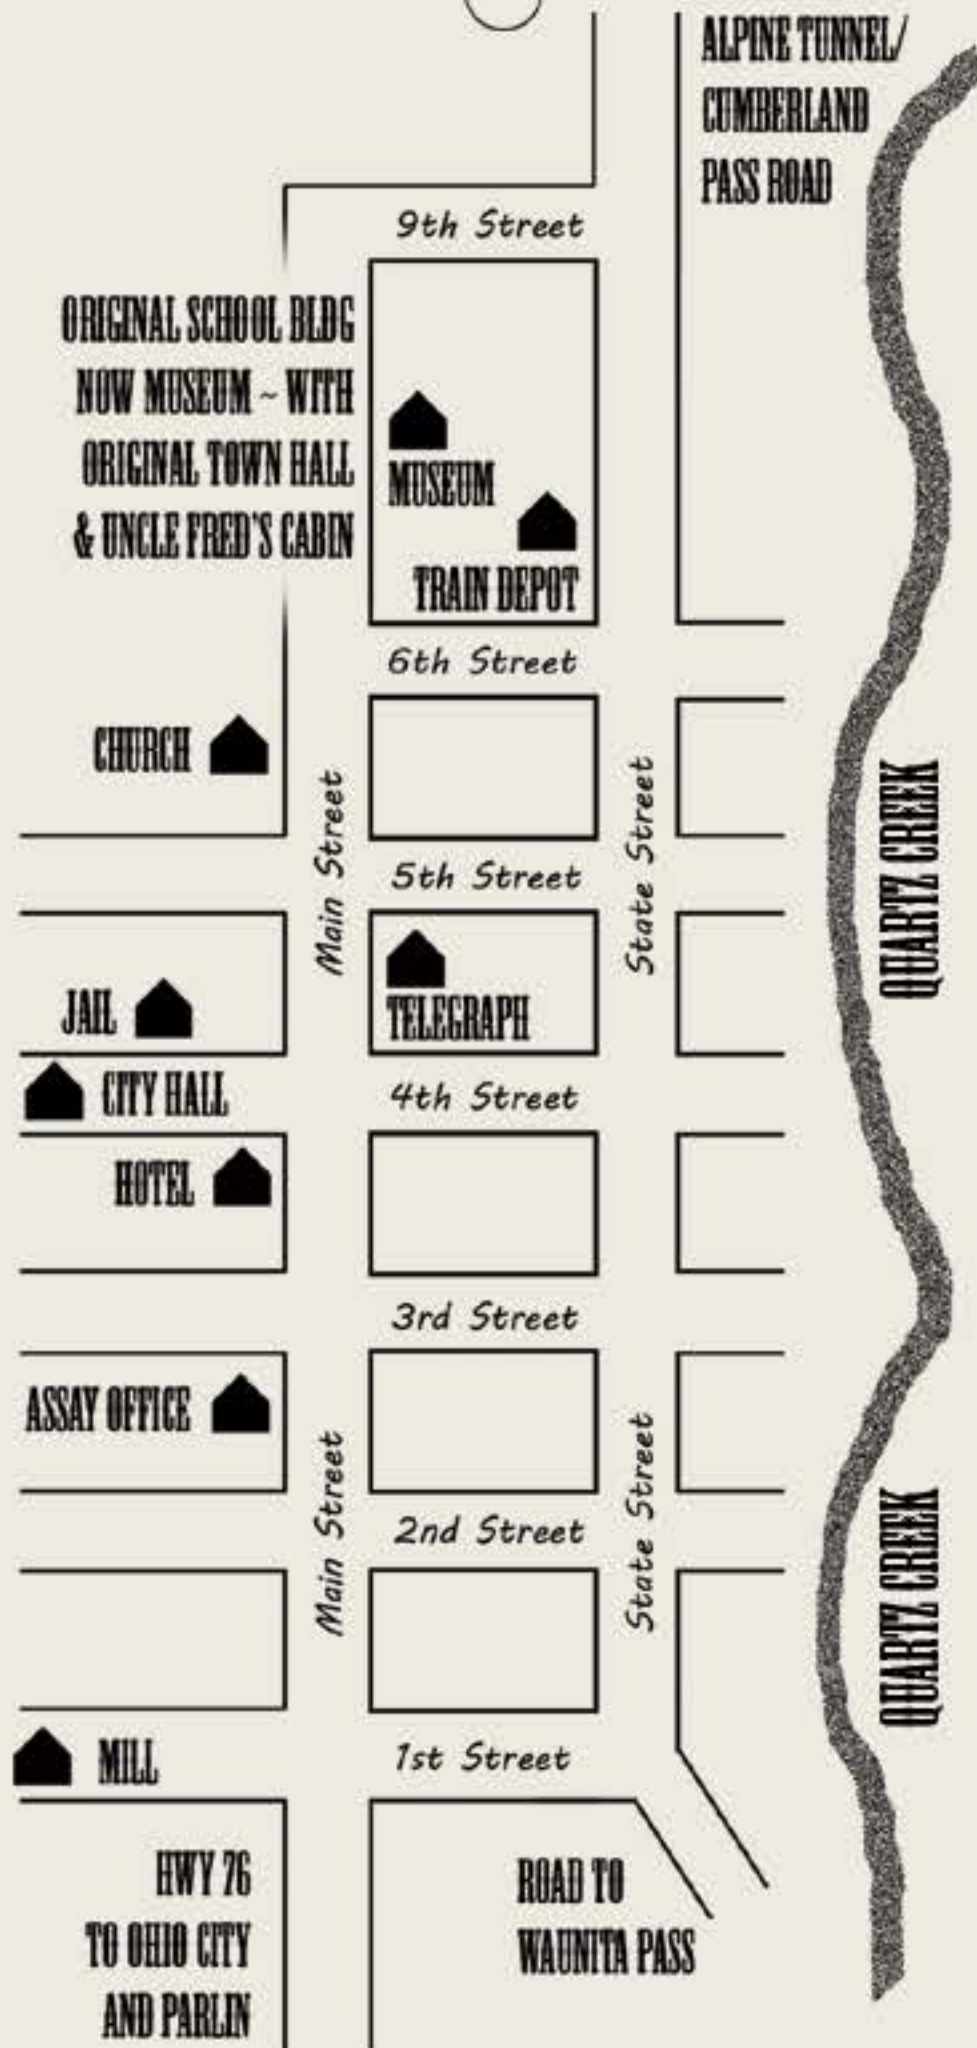 ALPINE TUNNEL/
CUMBERLAND
PASS ROAD
9th Street
ORIGINAL SCHOOL BLDG
NOW MUSEUM ~ WITH
ORIGINAL TOWN HALL
& UNCLE FRED'S CABIN
MUSEUM
TRAIN DEPOT
6th Street
CHURCH
Main Street
State Street
QUARTZ CREEK
5th Street
JAIL
TELEGRAPH
CITY HALL
4th Street
HOTEL
3rd Street
ASSAY OFFICE
Main Street
State Street
QUARTZ CREEK
2nd Street
MILL
1st Street
HWY 76
TO OHIO CITY
AND PARLIN
ROAD TO
WAUNITA PASS